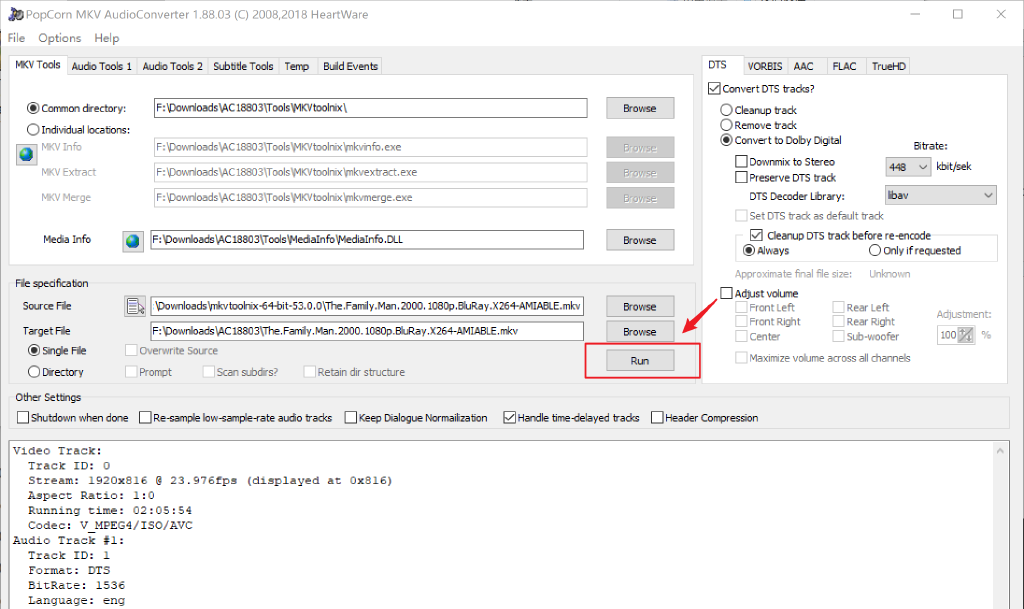 PopCorn MKV AudioConverter 1.88.03 (C) 2008,2018 HeartWare
File Options Help
MKV Tools Audio Tools 1 Audio Tools 2 Subtitle Tools Temp Build Events
Common directory: F:\Downloads\AC18803\Tools\MKVtoolnix\ Browse
Individual locations:
MKV Info F:\Downloads\AC18803\Tools\MKVtoolnix\mkvinfo.exe Browse
MKV Extract F:\Downloads\AC18803\Tools\MKVtoolnix\mkvextract.exe Browse
MKV Merge F:\Downloads\AC18803\Tools\MKVtoolnix\mkvmerge.exe Browse
Media Info F:\Downloads\AC18803\Tools\MediaInfo\MediaInfo.DLL Browse
File specification
Source File \Downloads\mkvtoolnix-64-bit-53.0.0\The.Family.Man.2000.1080p.BluRay.X264-AMIABLE.mkv Browse
Target File F:\Downloads\AC18803\The.Family.Man.2000.1080p.BluRay.X264-AMIABLE.mkv Browse
Single File Overwrite Source Run
Directory Prompt Scan subdirs? Retain dir structure
DTS VORBIS AAC FLAC TrueHD
Convert DTS tracks?
Cleanup track
Remove track
Convert to Dolby Digital
Bitrate:
Downmix to Stereo 448 kbit/sek
Preserve DTS track
DTS Decoder Library: libav
Set DTS track as default track
Cleanup DTS track before re-encode
Always Only if requested
Approximate final file size: Unknown
Adjust volume
Front Left Rear Left Adjustment:
Front Right Rear Right
Center Sub-woofer 100 %
Maximize volume across all channels
Other Settings
Shutdown when done Re-sample low-sample-rate audio tracks Keep Dialogue Normailization Handle time-delayed tracks Header Compression
Video Track:
Track ID: 0
Stream: 1920x816 @ 23.976fps (displayed at 0x816)
Aspect Ratio: 1:0
Running time: 02:05:54
Codec: V_MPEG4/ISO/AVC
Audio Track #1:
Track ID: 1
Format: DTS
BitRate: 1536
Language: eng